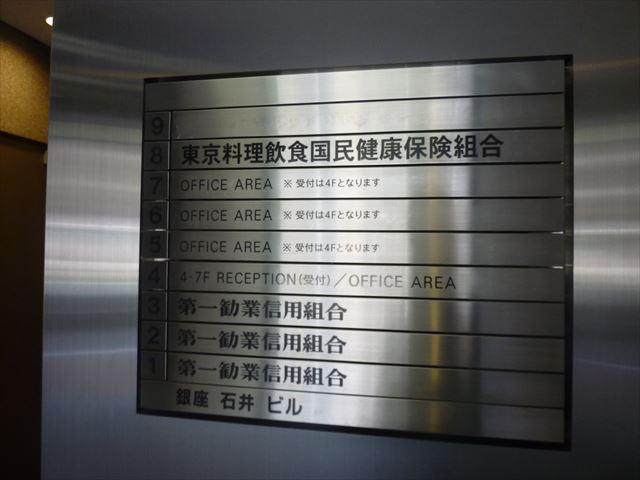 9
8 東京料理飲食国民健康保険組合
7 OFFICE AREA ※ 受付は4Fとなります
6 OFFICE AREA ※ 受付は4Fとなります
5 OFFICE AREA ※ 受付は4Fとなります
4 4-7F RECEPTION(受付)/OFFICE AREA
3 第一勧業信用組合
2 第一勧業信用組合
1 第一勧業信用組合
銀座 石井 ビル